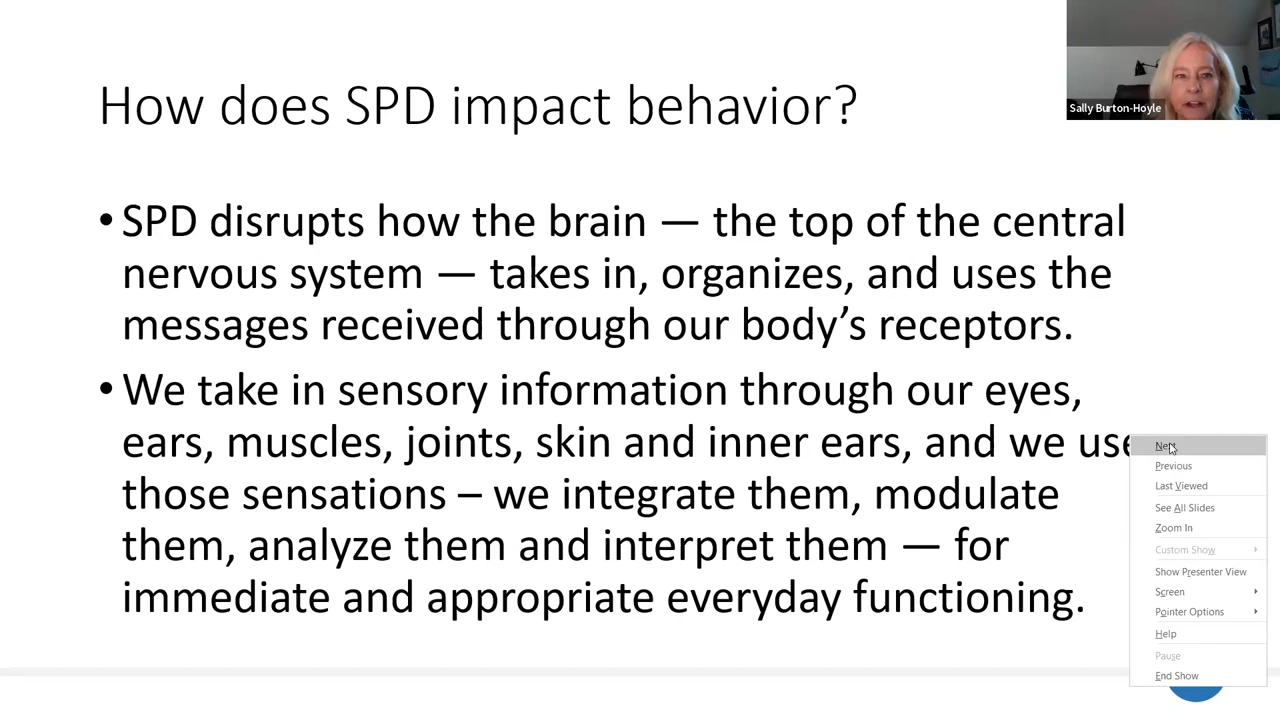 How does SPD impact behavior?
Sally Burton-Hoyle
•SPD disrupts how the brain — the top of the central
nervous system — takes in, organizes, and uses the
messages received through our body’s receptors.
•We take in sensory information through our eyes,
ears, muscles, joints, skin and inner ears, and we use
those sensations – we integrate them, modulate
them, analyze them and interpret them — for
immediate and appropriate everyday functioning.
Next
Previous
Last Viewed
See All Slides
Zoom In
Custom Show
Show Presenter View
Screen
Pointer Options
Help
Pause
End Show